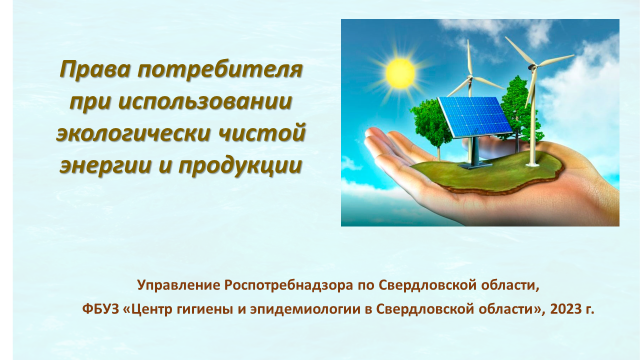 Права потребителя
при использовании
экологически чистой
энергии и продукции
Управление Роспотребнадзора по Свердловской области,
ФБУЗ «Центр гигиены и эпидемиологии в Свердловской области», 2023 г.